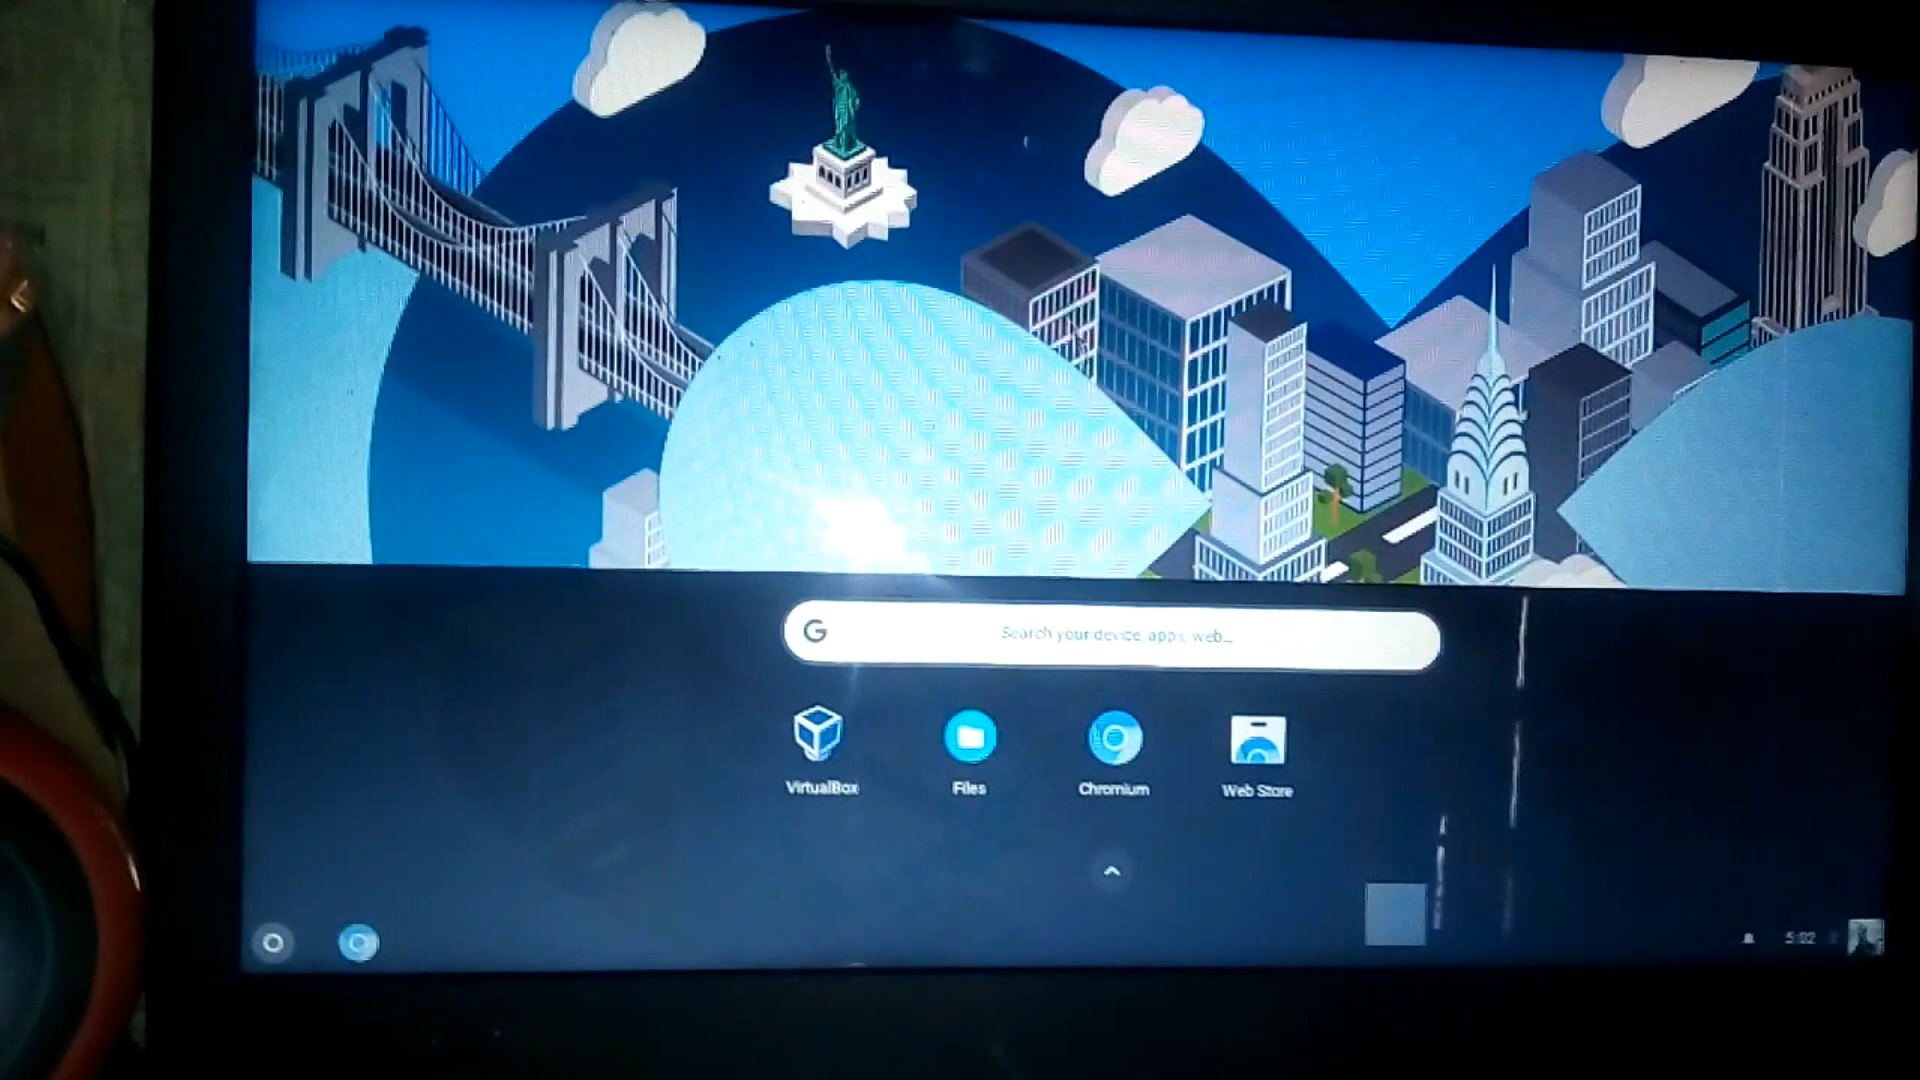 G Search your device, apps, web...
VirtualBox Files Chromium Web Store
5:02